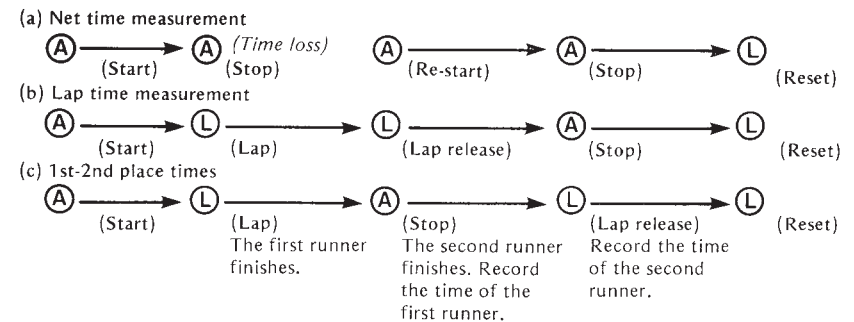 (a) Net time measurement
A A (Time loss) A A L
(Start) (Stop) (Re-start) (Stop) (Reset)
(b) Lap time measurement
A L L A L
(Start) (Lap) (Lap release) (Stop) (Reset)
(c) 1st-2nd place times
A L A L L
(Start) (Lap) (Stop) (Lap release) (Reset)
The first runner The second runner Record the time
finishes. finishes. Record of the second
the time of the runner.
first runner.